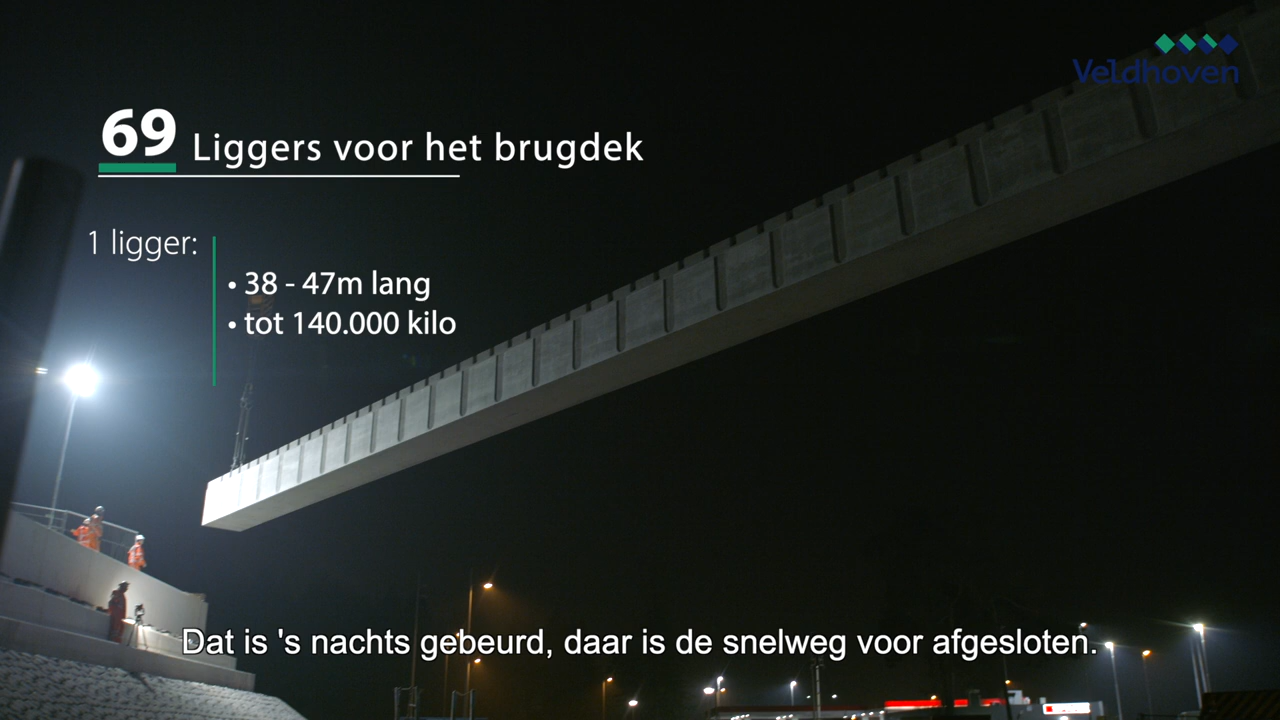 Veldhoven
69 Liggers voor het brugdek
1 ligger:
• 38 - 47m lang
• tot 140.000 kilo
Dat is 's nachts gebeurd, daar is de snelweg voor afgesloten.